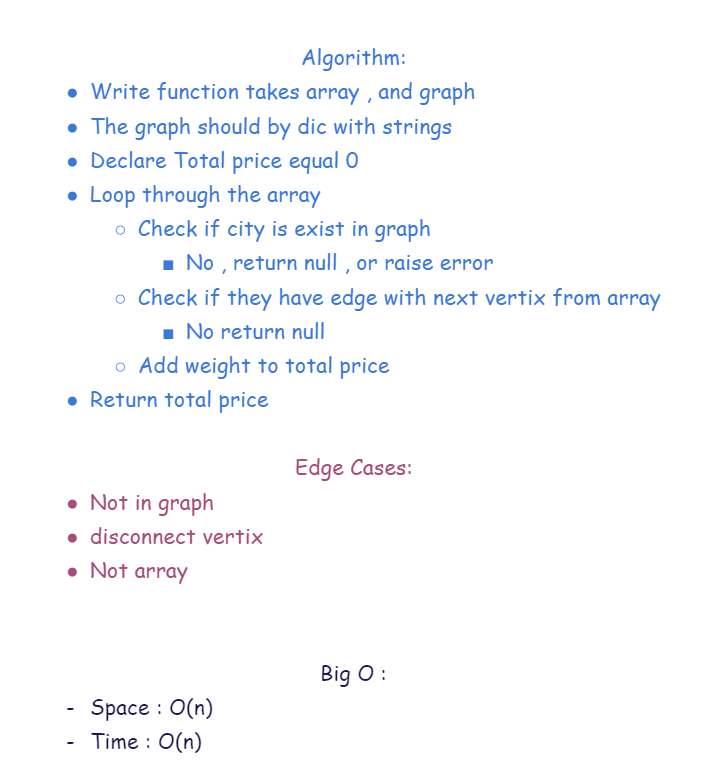 Algorithm:
● Write function takes array , and graph
● The graph should by dic with strings
● Declare Total price equal 0
● Loop through the array
○ Check if city is exist in graph
■ No , return null , or raise error
○ Check if they have edge with next vertix from array
■ No return null
○ Add weight to total price
● Return total price
Edge Cases:
● Not in graph
● disconnect vertix
● Not array
Big O :
- Space : O(n)
- Time : O(n)